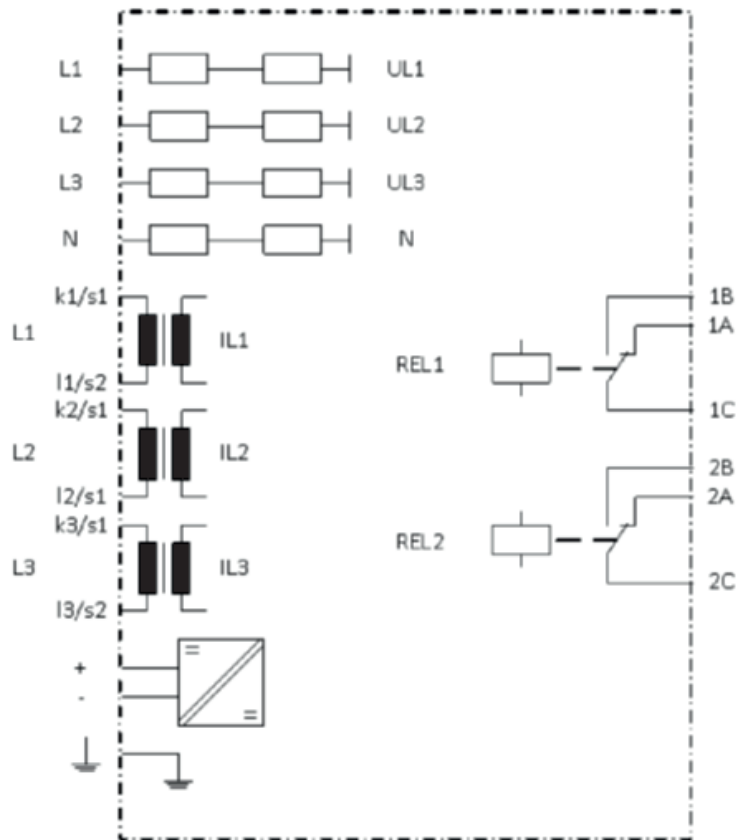 L1 UL1
L2 UL2
L3 UL3
N N
k1/s1
L1 IL1
l1/s2
k2/s1
L2 IL2
l2/s1
k3/s1
L3 IL3
l3/s2
+
-
1B
1A
REL1
1C
2B
2A
REL2
2C